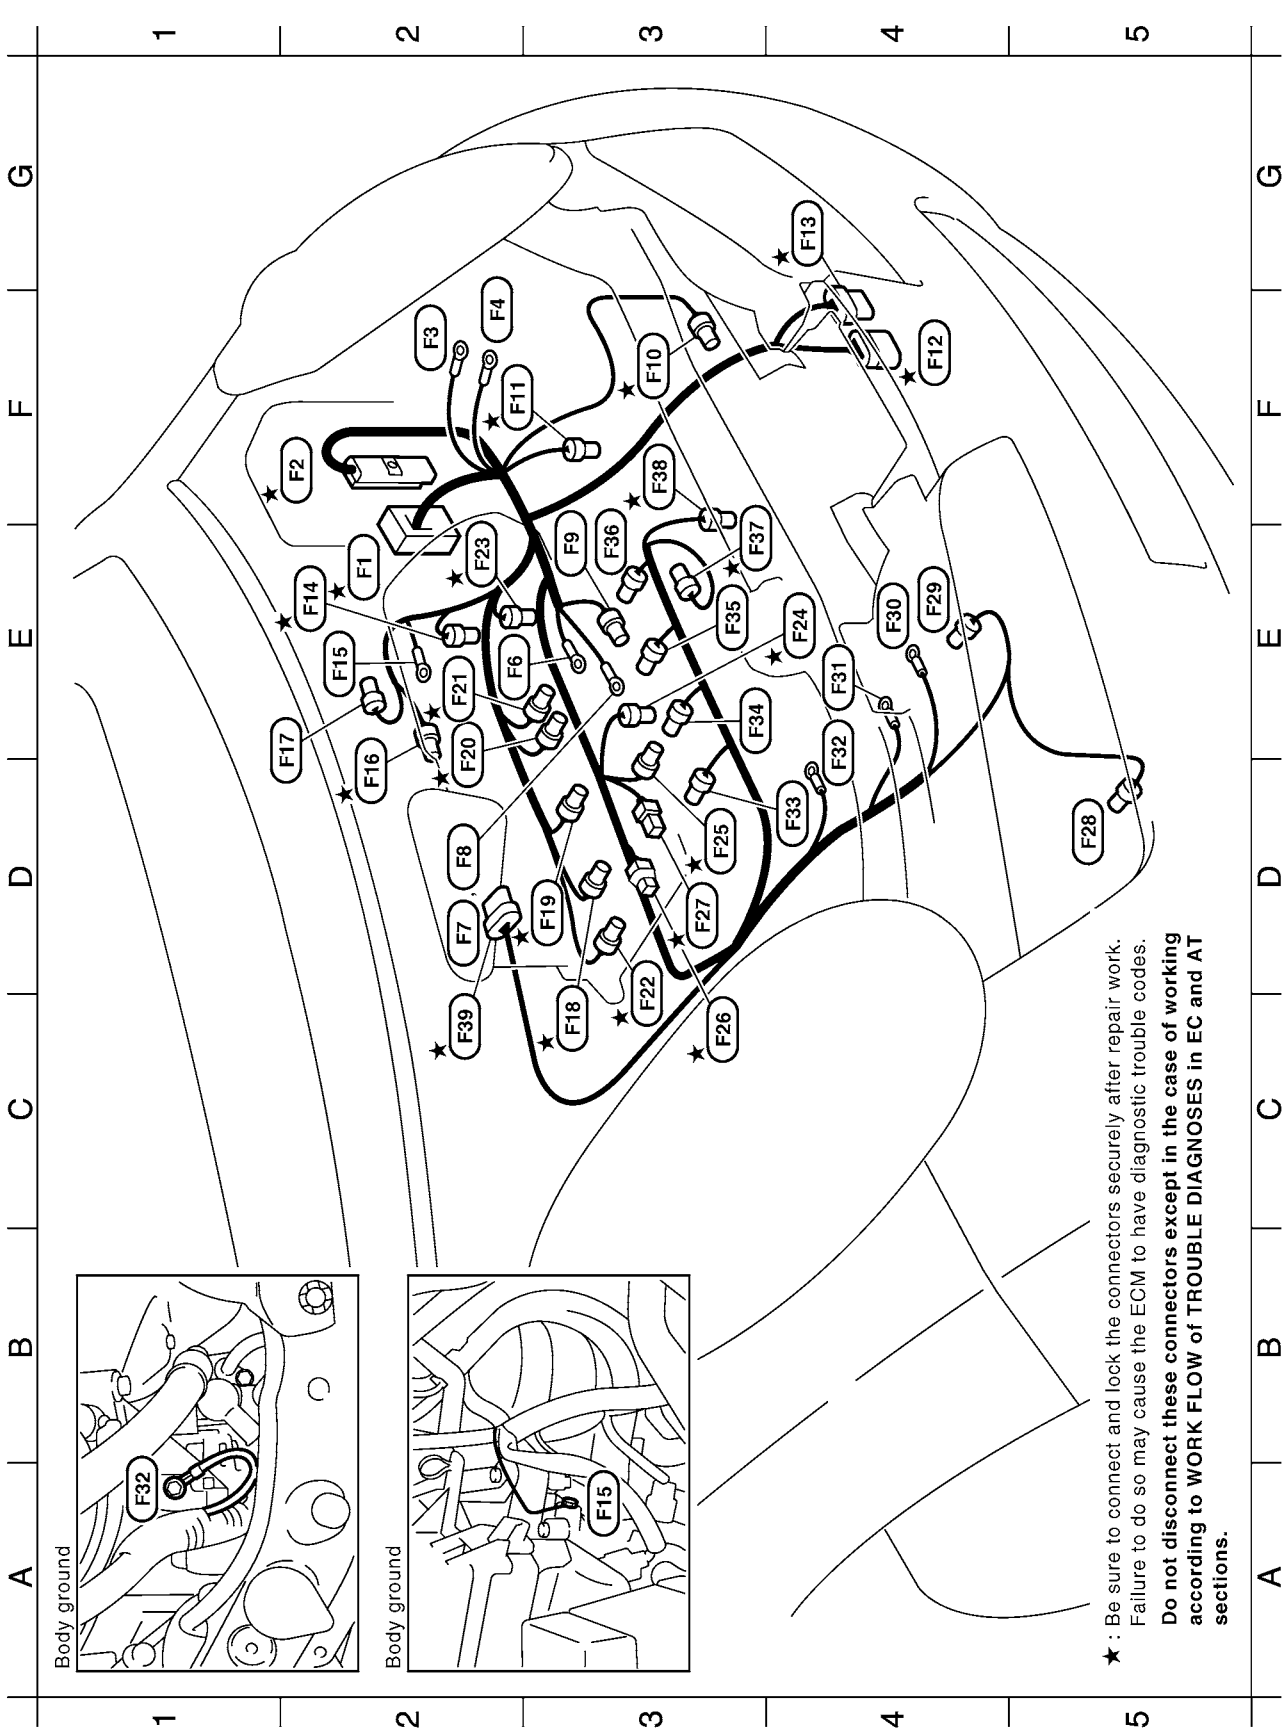 1
2
3
4
5
G
F
E
D
C
B
A
G
F
E
D
C
B
A
1
2
3
4
5
F13
F4
F3
F11
F10
F12
F2
F38
F1
F23
F9
F36
F37
F14
F15
F21
F6
F35
F24
F30
F29
F17
F16
F20
F34
F31
F32
F8
F25
F33
F28
F7
F19
F27
F39
F18
F22
F26
Body ground
F32
Body ground
F15
★ : Be sure to connect and lock the connectors securely after repair work.
Failure to do so may cause the ECM to have diagnostic trouble codes.
Do not disconnect these connectors except in the case of working
according to WORK FLOW of TROUBLE DIAGNOSES in EC and AT
sections.